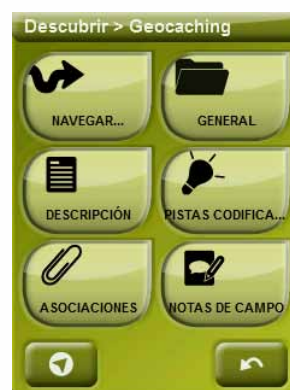 Descubrir > Geocaching
NAVEGAR...
GENERAL
DESCRIPCIÓN
PISTAS CODIFICA...
ASOCIACIONES
NOTAS DE CAMPO